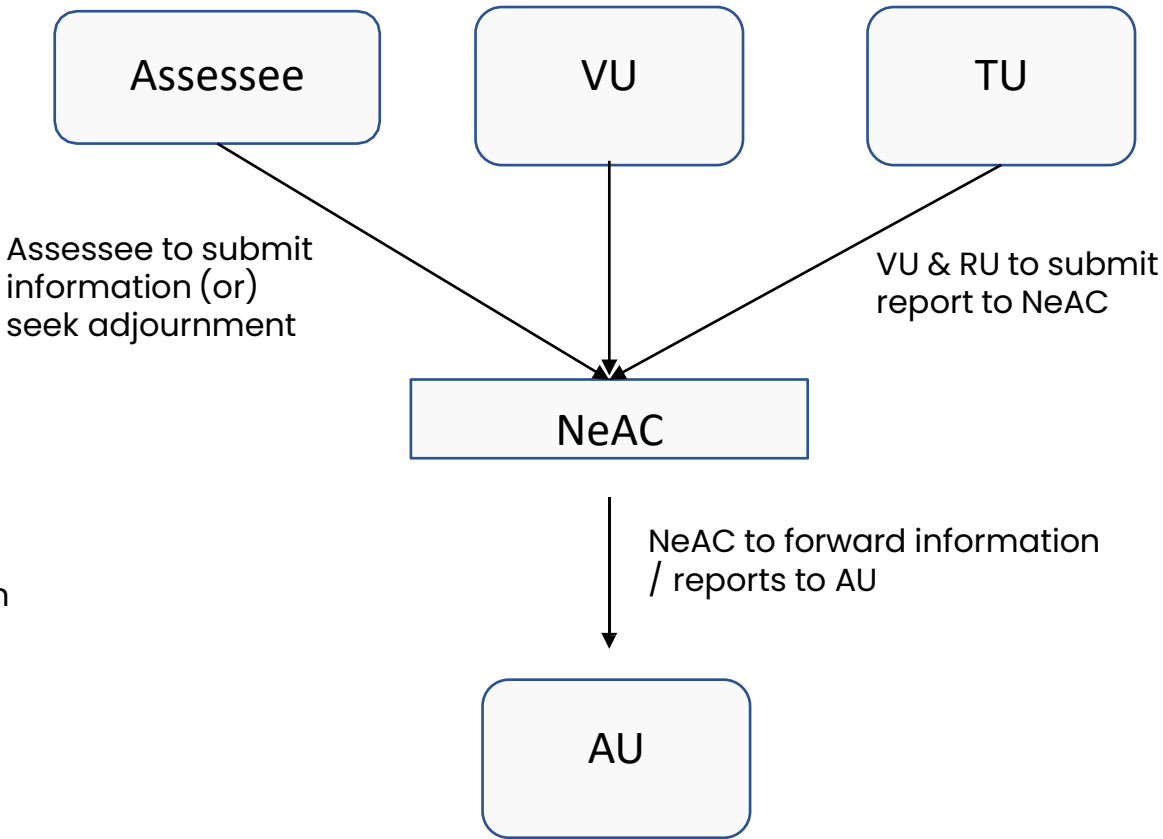 Assessee
VU
TU
Assessee to submit
information (or)
seek adjournment
VU & RU to submit
report to NeAC
NeAC
NeAC to forward information
/ reports to AU
n
AU